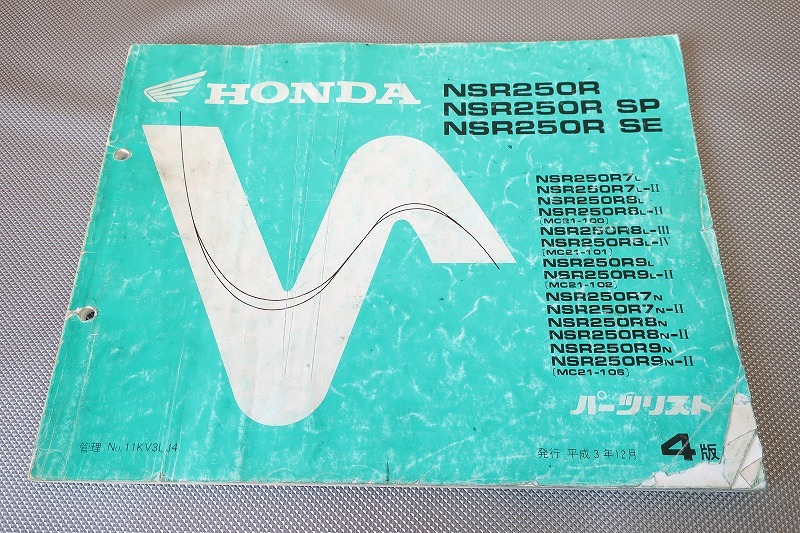 HONDA
NSR250R
NSR250R SP
NSR250R SE
NSR250R7L
NSR250R7L-II
NSR250R8L
NSR250R8L-II
(MC21-100)
NSR250R8L-III
NSR250R8L-IV
(MC21-101)
NSR250R9L
NSR250R9L-II
(MC21-102)
NSR250R7N
NSR250R7N-II
NSR250R8N
NSR250R8N-II
NSR250R9N
NSR250R9N-II
(MC21-105)
パーツリスト
管理 No.11KV3LJ4
発行 平成3年12月
4版